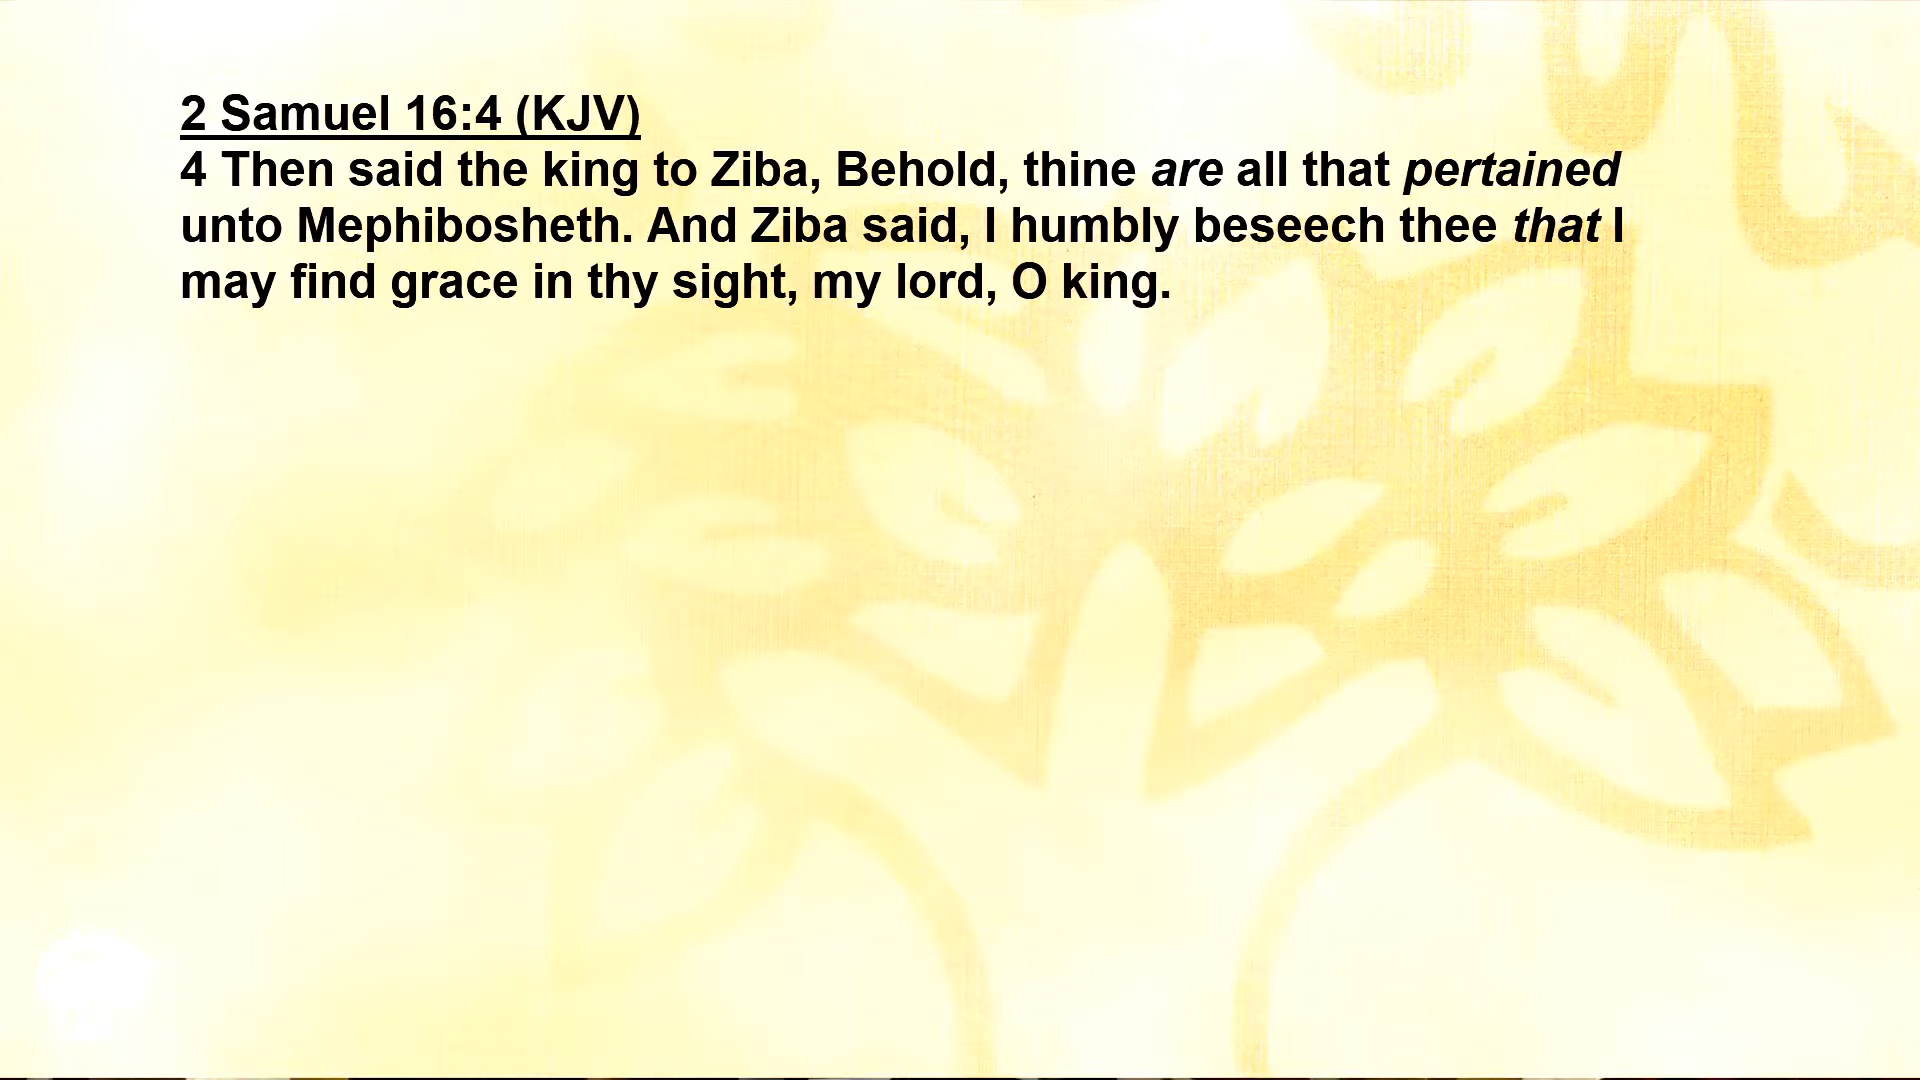 2 Samuel 16:4 (KJV)
4 Then said the king to Ziba, Behold, thine are all that pertained
unto Mephibosheth. And Ziba said, I humbly beseech thee that I
may find grace in thy sight, my lord, O king.